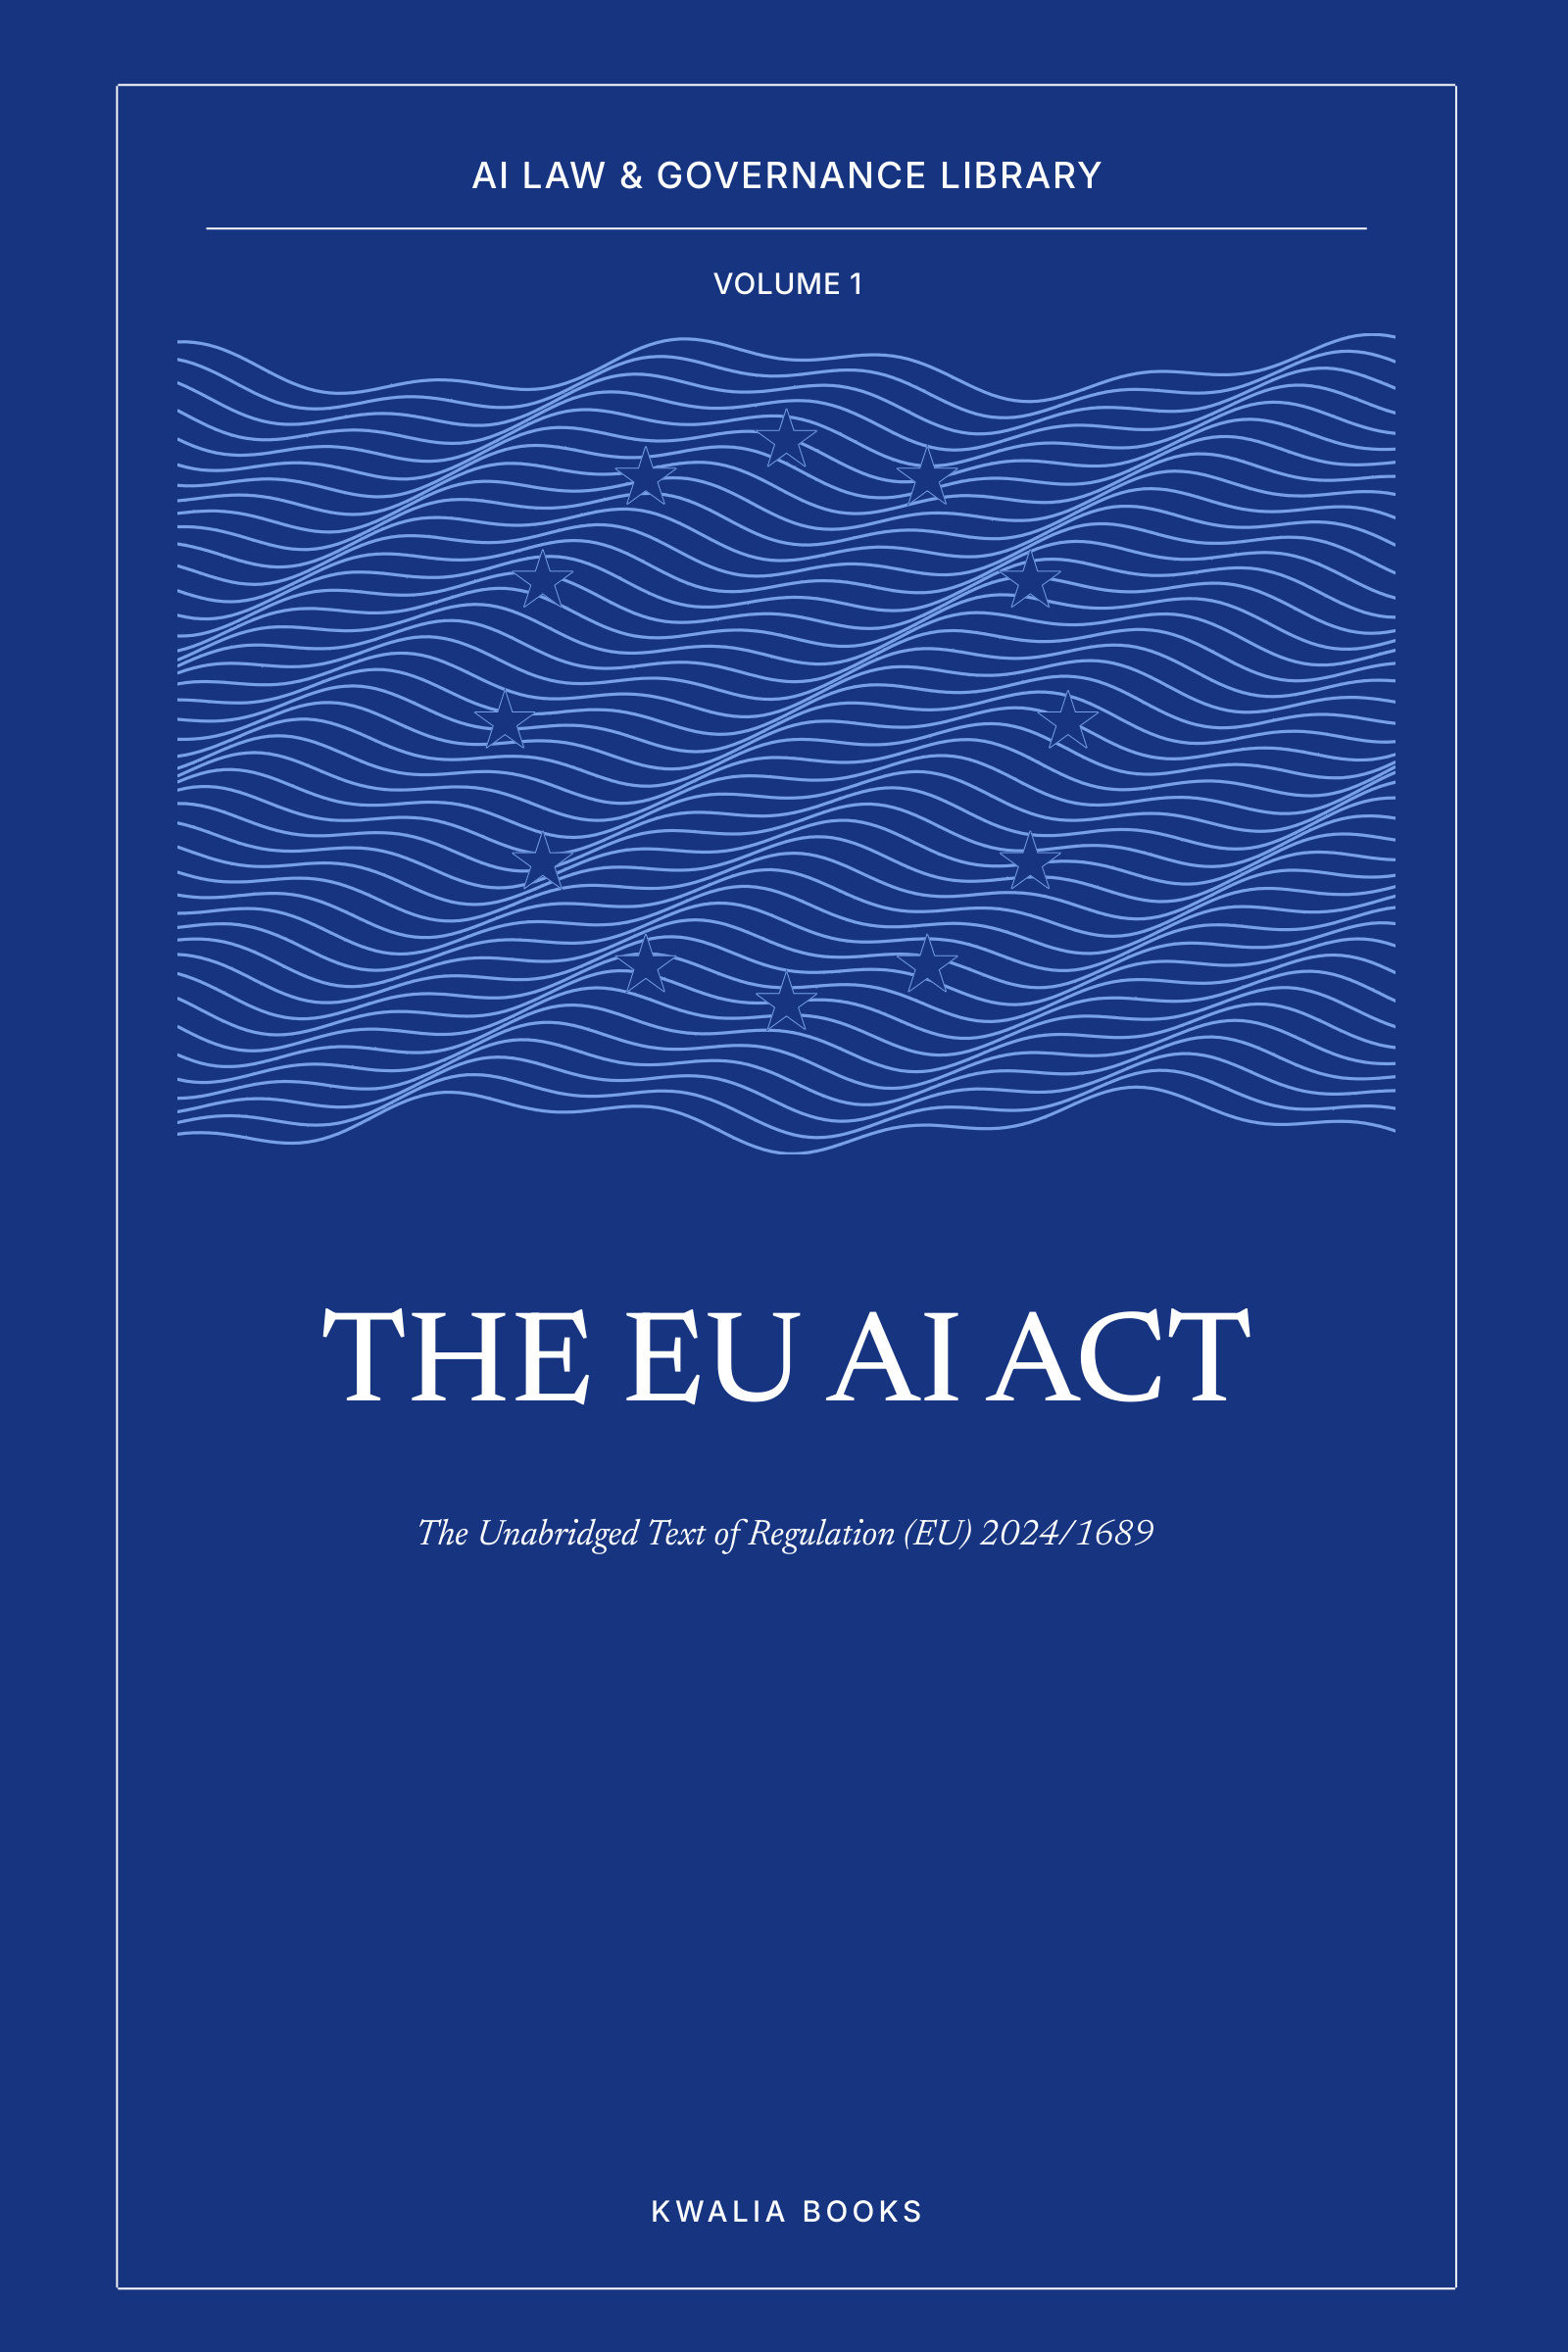 AI LAW & GOVERNANCE LIBRARY
VOLUME 1
THE EU AI ACT
The Unabridged Text of Regulation (EU) 2024/1689
KWALIA BOOKS